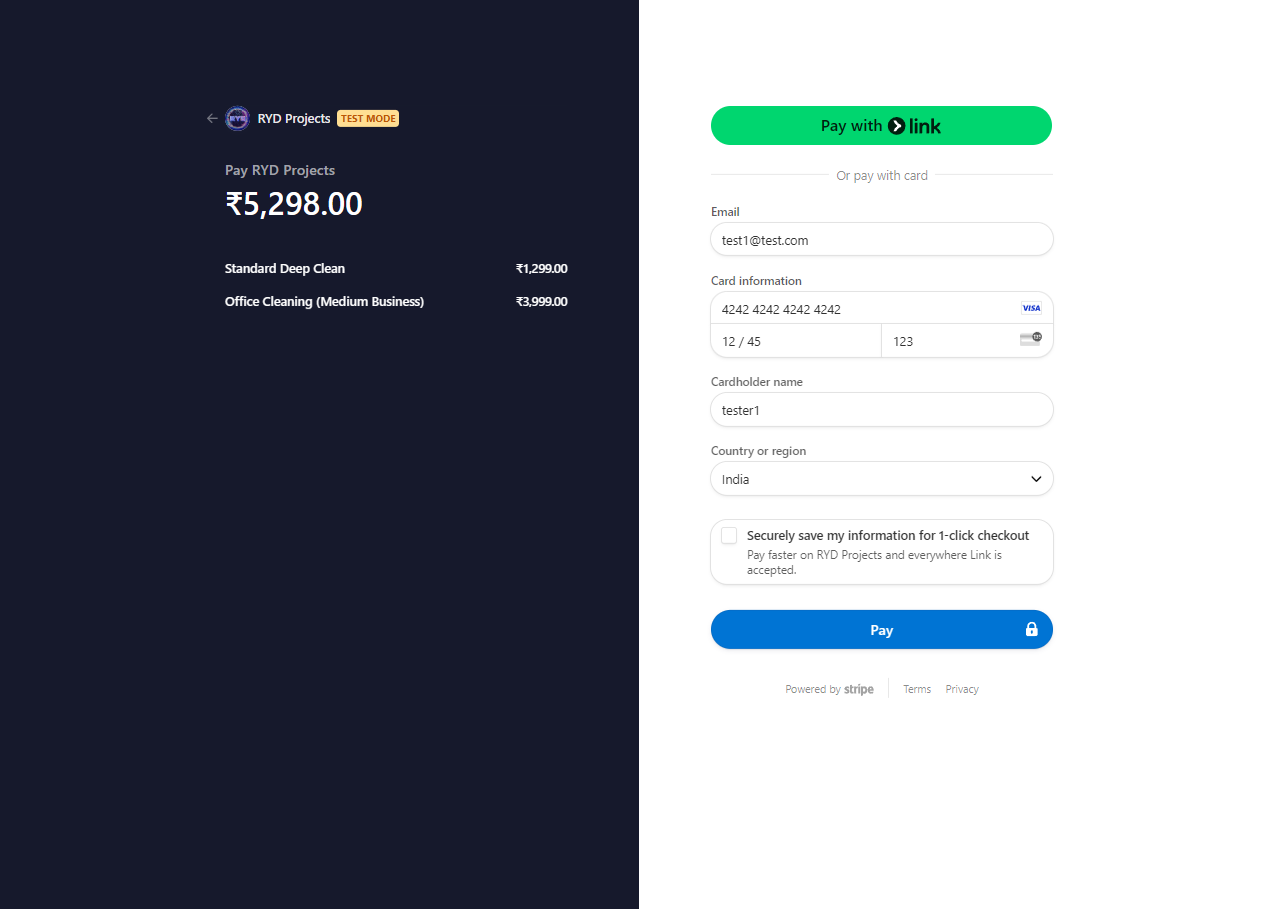 RYD Projects TEST MODE
Pay RYD Projects
₹5,298.00
Standard Deep Clean ₹1,299.00
Office Cleaning (Medium Business) ₹3,999.00
Pay with link
Or pay with card
Email
test1@test.com
Card information
4242 4242 4242 4242 VISA
12 / 45 123
Cardholder name
tester1
Country or region
India
Securely save my information for 1-click checkout
Pay faster on RYD Projects and everywhere Link is
accepted.
Pay
Powered by stripe Terms Privacy